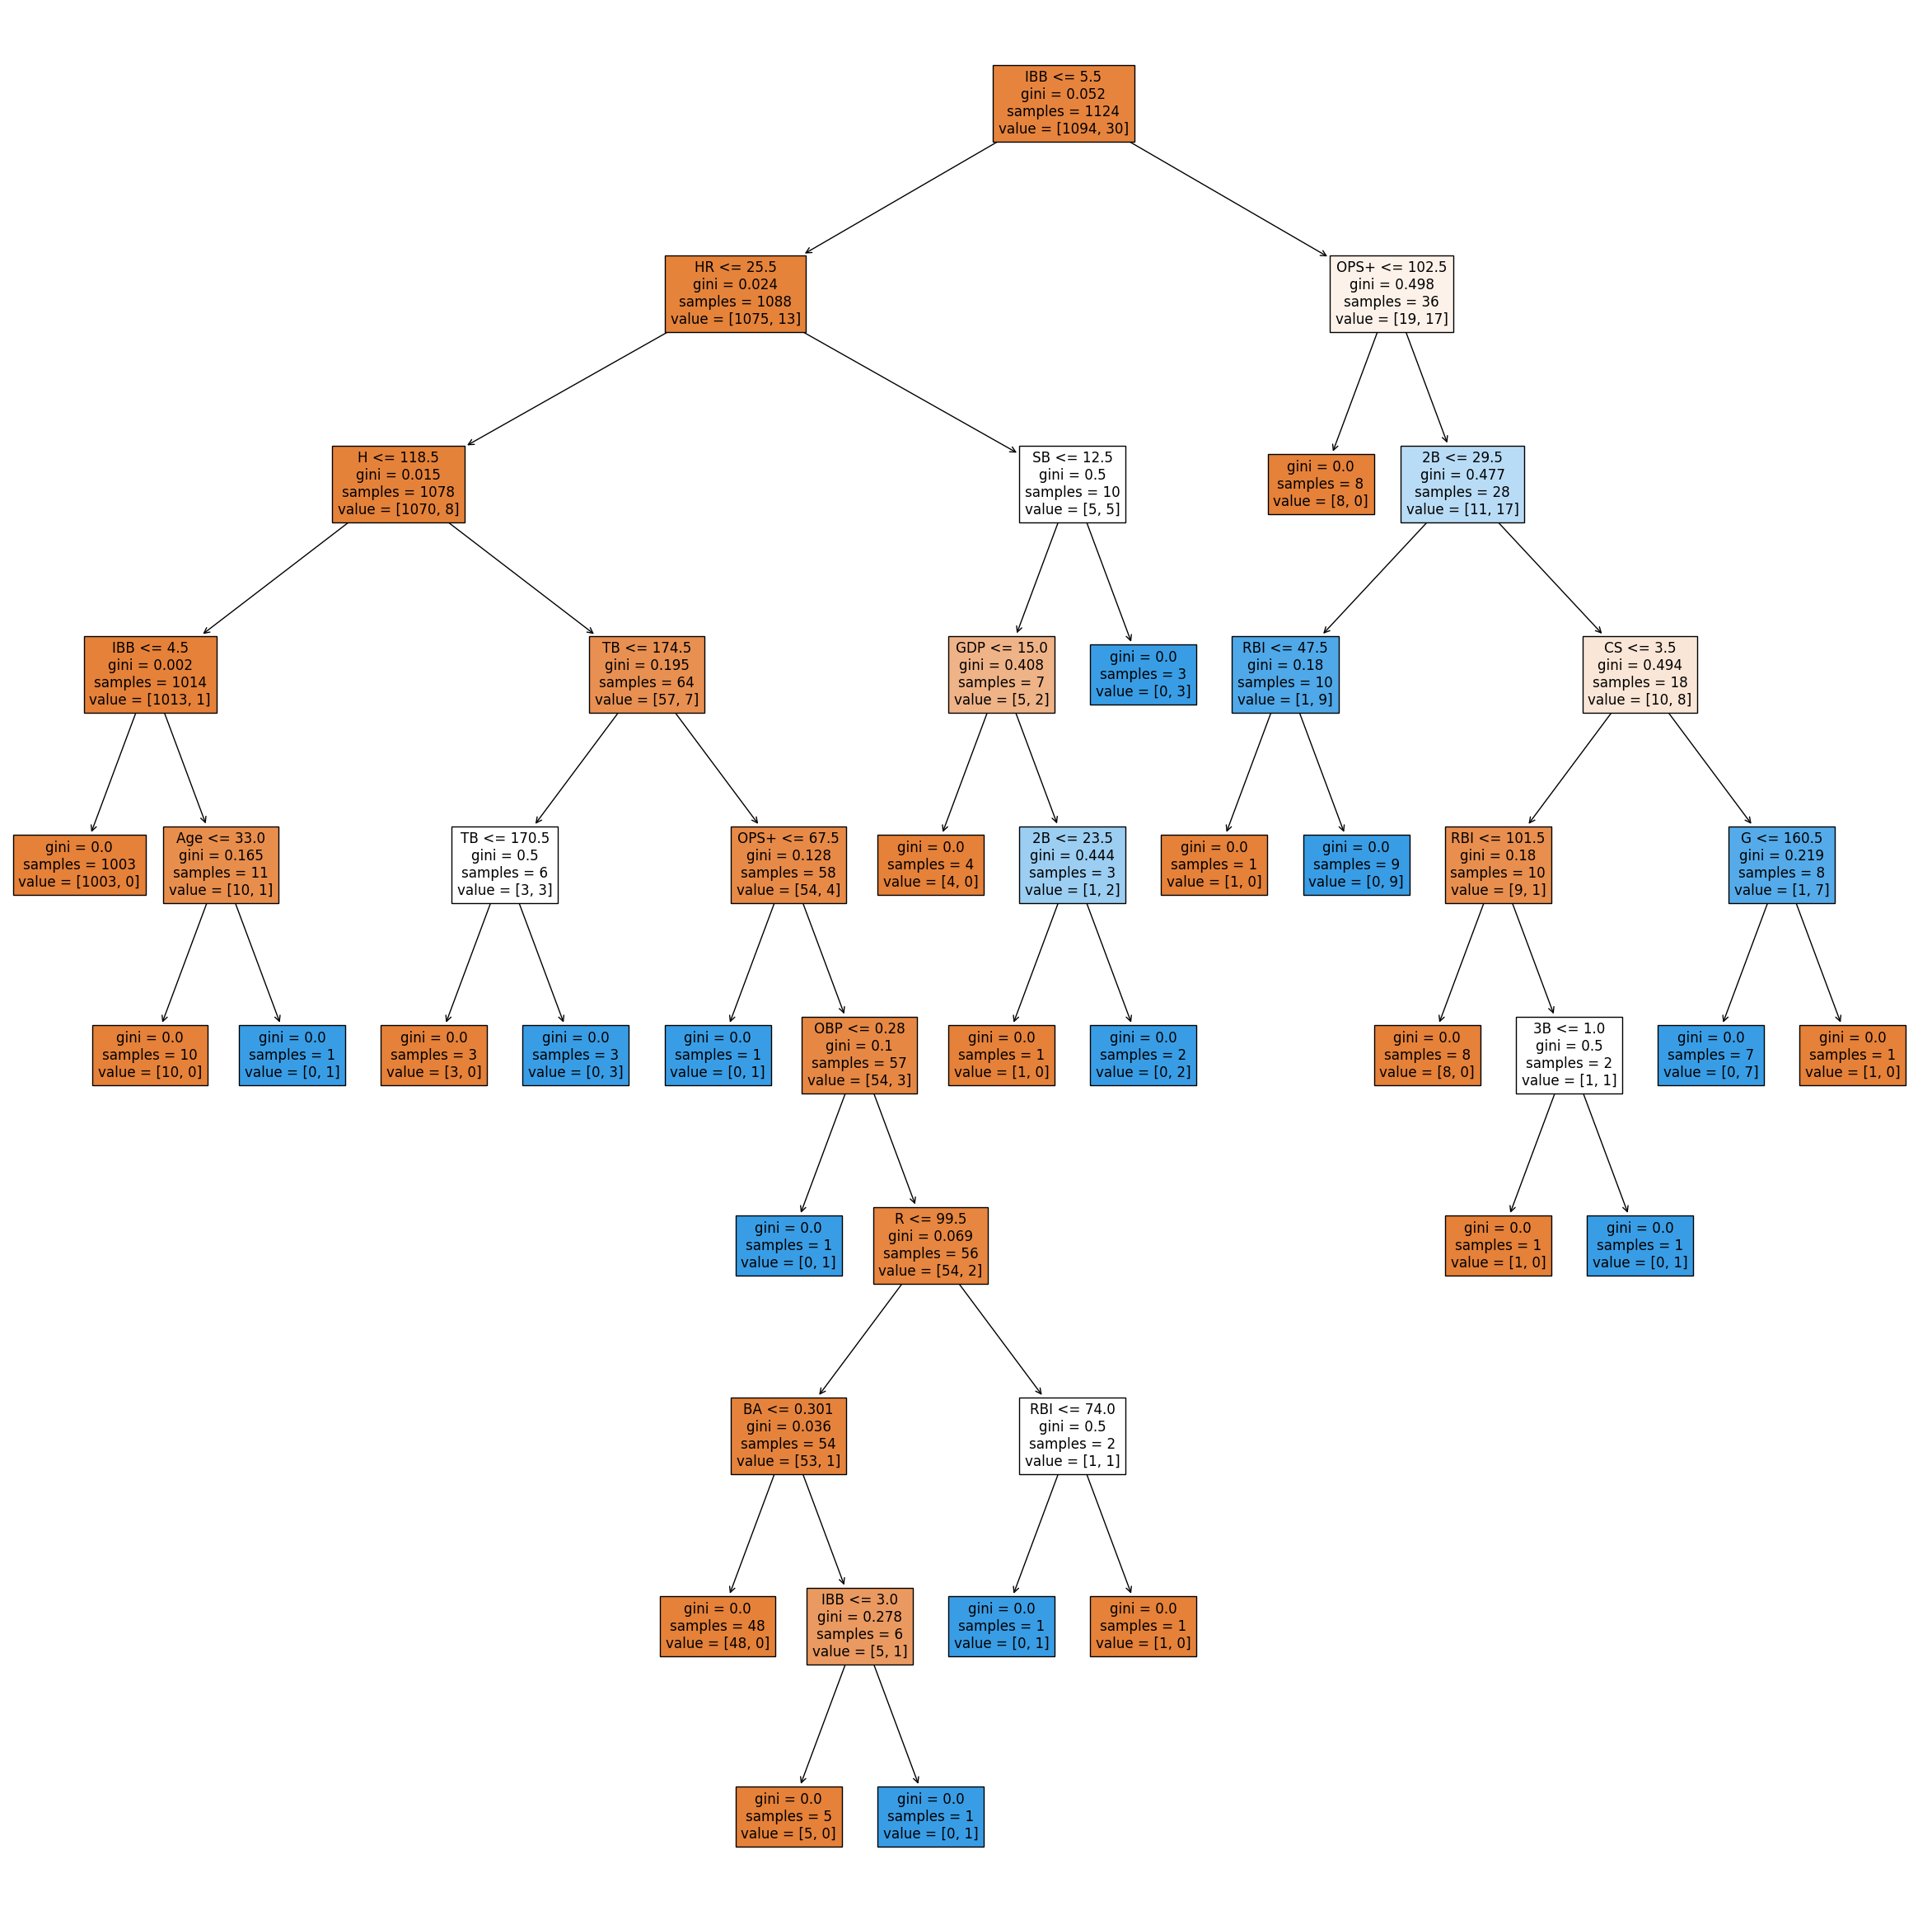 IBB <= 5.5
gini = 0.052
samples = 1124
value = [1094, 30]
HR <= 25.5
gini = 0.024
samples = 1088
value = [1075, 13]
OPS+ <= 102.5
gini = 0.498
samples = 36
value = [19, 17]
H <= 118.5
gini = 0.015
samples = 1078
value = [1070, 8]
SB <= 12.5
gini = 0.5
samples = 10
value = [5, 5]
gini = 0.0
samples = 8
value = [8, 0]
2B <= 29.5
gini = 0.477
samples = 28
value = [11, 17]
IBB <= 4.5
gini = 0.002
samples = 1014
value = [1013, 1]
TB <= 174.5
gini = 0.195
samples = 64
value = [57, 7]
GDP <= 15.0
gini = 0.408
samples = 7
value = [5, 2]
gini = 0.0
samples = 3
value = [0, 3]
RBI <= 47.5
gini = 0.18
samples = 10
value = [1, 9]
CS <= 3.5
gini = 0.494
samples = 18
value = [10, 8]
gini = 0.0
samples = 1003
value = [1003, 0]
Age <= 33.0
gini = 0.165
samples = 11
value = [10, 1]
TB <= 170.5
gini = 0.5
samples = 6
value = [3, 3]
OPS+ <= 67.5
gini = 0.128
samples = 58
value = [54, 4]
gini = 0.0
samples = 4
value = [4, 0]
2B <= 23.5
gini = 0.444
samples = 3
value = [1, 2]
gini = 0.0
samples = 1
value = [1, 0]
gini = 0.0
samples = 9
value = [0, 9]
RBI <= 101.5
gini = 0.18
samples = 10
value = [9, 1]
G <= 160.5
gini = 0.219
samples = 8
value = [1, 7]
gini = 0.0
samples = 10
value = [10, 0]
gini = 0.0
samples = 1
value = [0, 1]
gini = 0.0
samples = 3
value = [3, 0]
gini = 0.0
samples = 3
value = [0, 3]
gini = 0.0
samples = 1
value = [0, 1]
OBP <= 0.28
gini = 0.1
samples = 57
value = [54, 3]
gini = 0.0
samples = 1
value = [1, 0]
gini = 0.0
samples = 2
value = [0, 2]
gini = 0.0
samples = 8
value = [8, 0]
3B <= 1.0
gini = 0.5
samples = 2
value = [1, 1]
gini = 0.0
samples = 7
value = [0, 7]
gini = 0.0
samples = 1
value = [1, 0]
gini = 0.0
samples = 1
value = [0, 1]
R <= 99.5
gini = 0.069
samples = 56
value = [54, 2]
gini = 0.0
samples = 1
value = [1, 0]
gini = 0.0
samples = 1
value = [0, 1]
BA <= 0.301
gini = 0.036
samples = 54
value = [53, 1]
RBI <= 74.0
gini = 0.5
samples = 2
value = [1, 1]
gini = 0.0
samples = 48
value = [48, 0]
IBB <= 3.0
gini = 0.278
samples = 6
value = [5, 1]
gini = 0.0
samples = 1
value = [0, 1]
gini = 0.0
samples = 1
value = [1, 0]
gini = 0.0
samples = 5
value = [5, 0]
gini = 0.0
samples = 1
value = [0, 1]